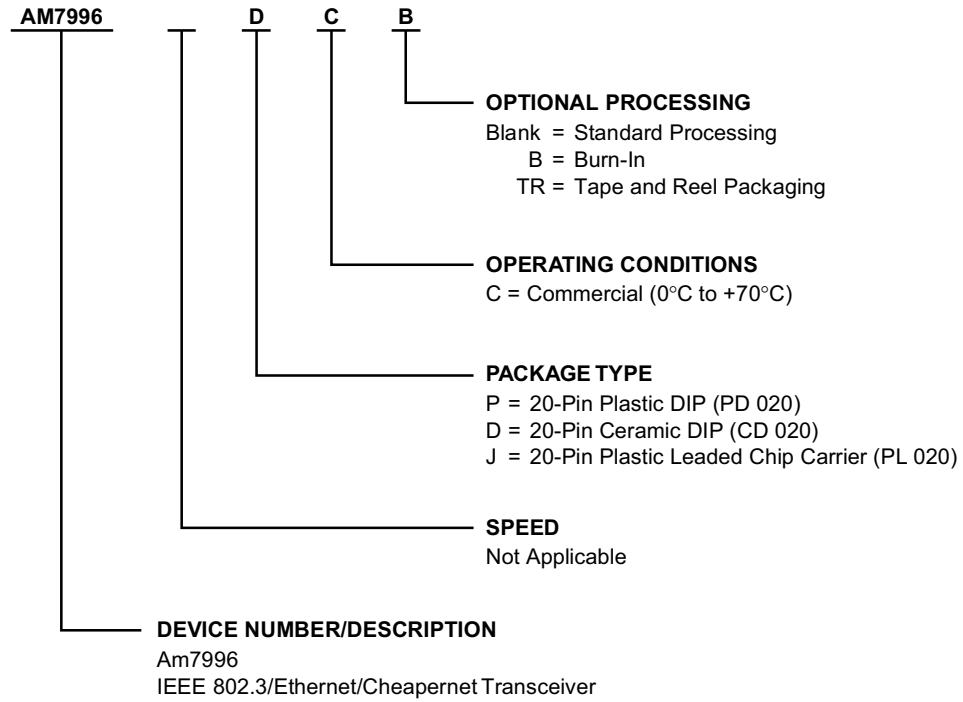 AM7996 D C B
OPTIONAL PROCESSING
Blank = Standard Processing
B = Burn-In
TR = Tape and Reel Packaging
OPERATING CONDITIONS
C = Commercial (0°C to +70°C)
PACKAGE TYPE
P = 20-Pin Plastic DIP (PD 020)
D = 20-Pin Ceramic DIP (CD 020)
J = 20-Pin Plastic Leaded Chip Carrier (PL 020)
SPEED
Not Applicable
DEVICE NUMBER/DESCRIPTION
Am7996
IEEE 802.3/Ethernet/Cheapernet Transceiver